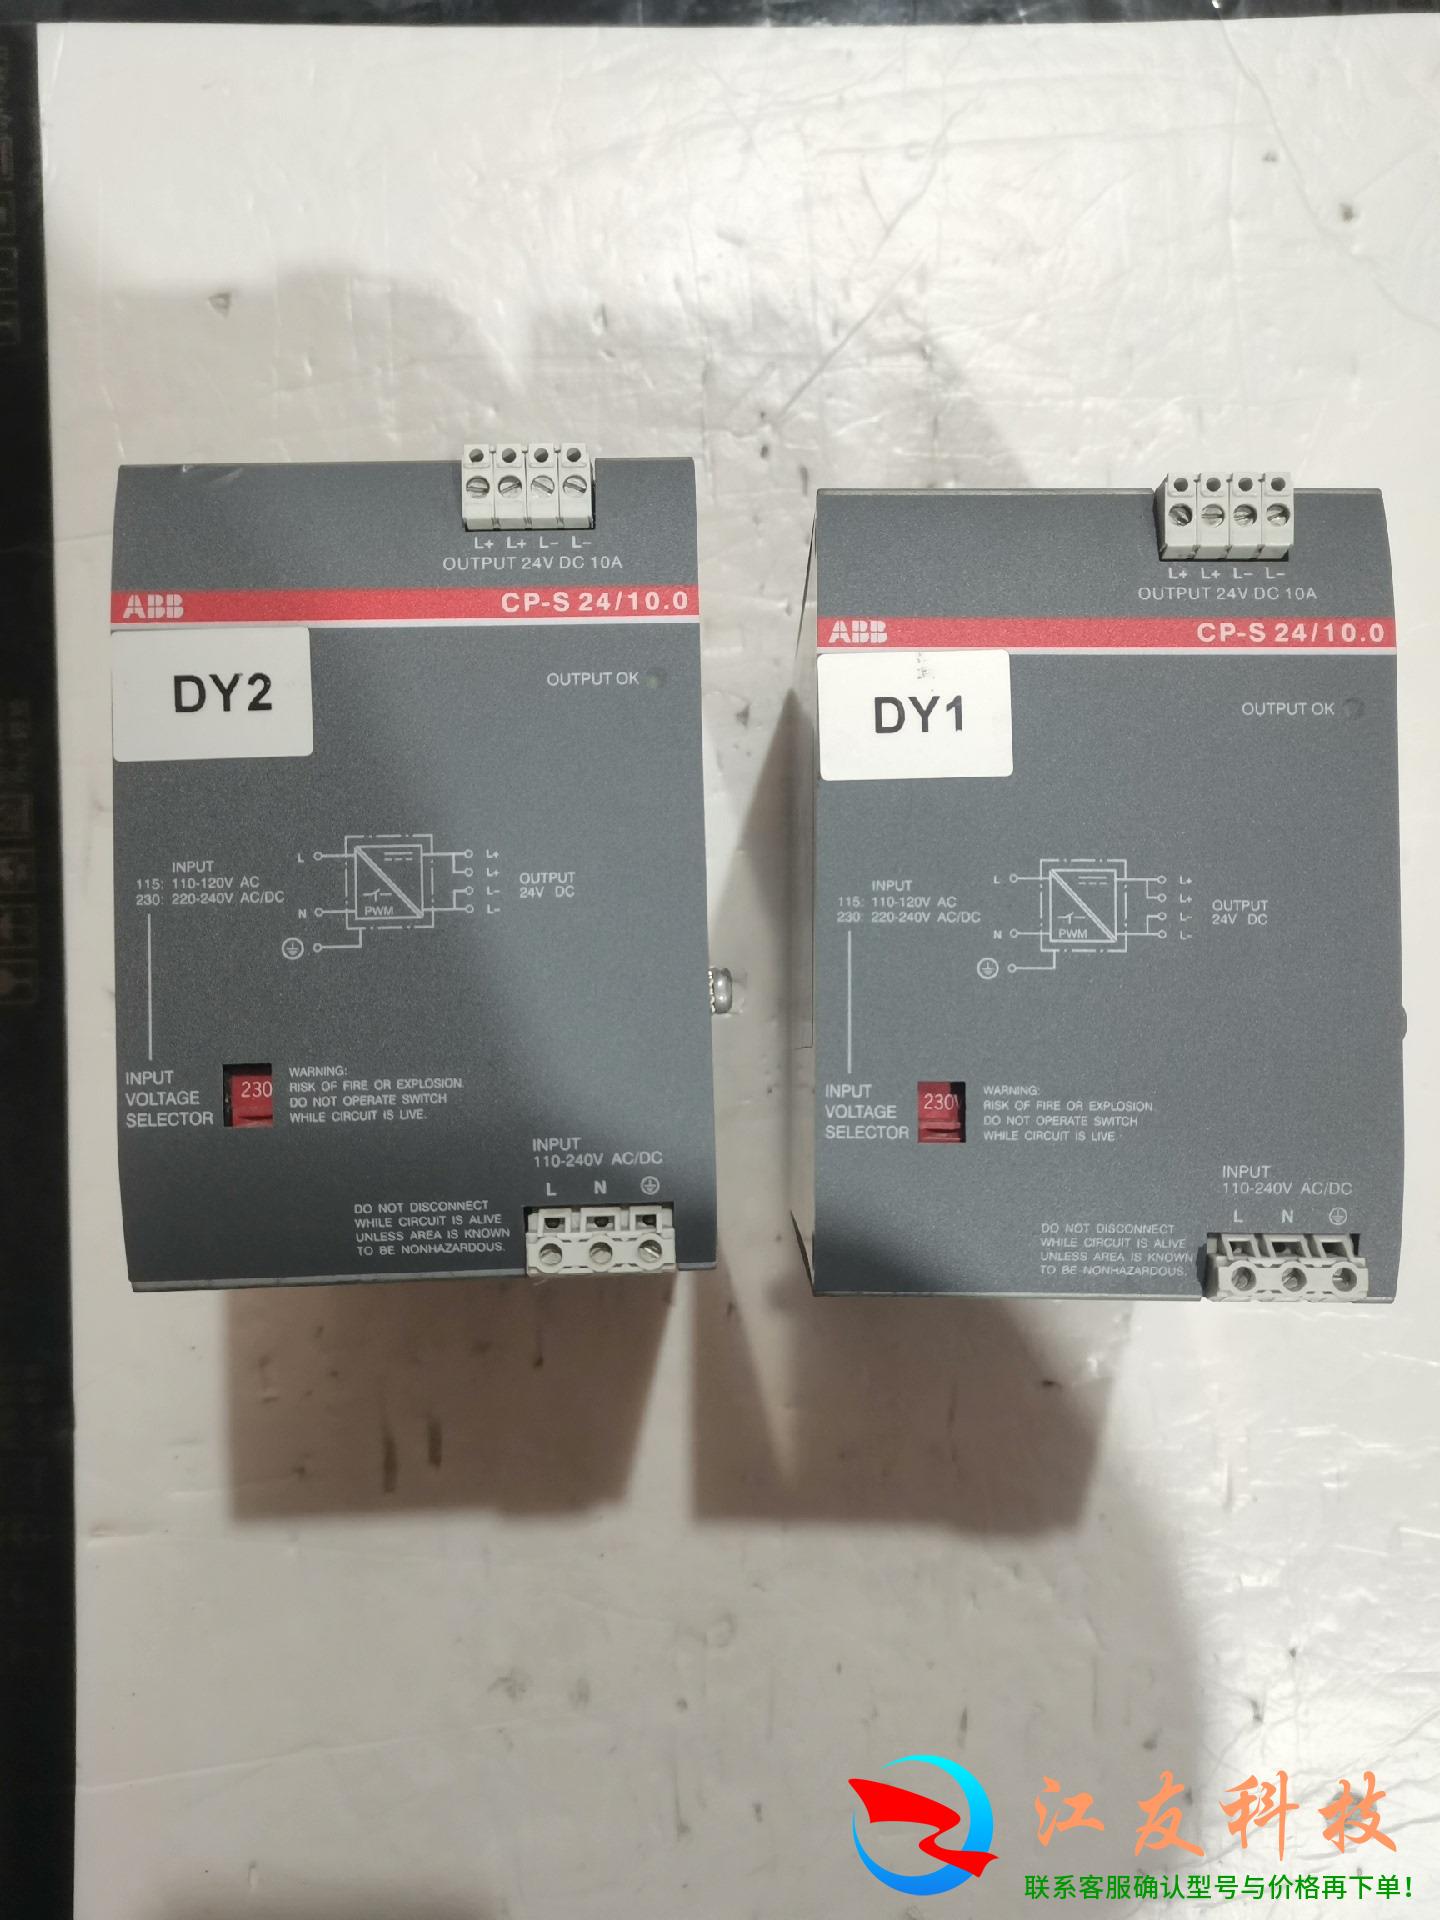 L+ L+ L− L−
OUTPUT 24V DC 10A
ABB CP-S 24/10.0
DY2
OUTPUT OK
INPUT
115: 110-120V AC
230: 220-240V AC/DC
L
N
PWM
L+
L+
L−
L−
OUTPUT
24V DC
INPUT
VOLTAGE
SELECTOR
230
WARNING:
RISK OF FIRE OR EXPLOSION.
DO NOT OPERATE SWITCH
WHILE CIRCUIT IS LIVE.
INPUT
110-240V AC/DC
L N
DO NOT DISCONNECT
WHILE CIRCUIT IS ALIVE
UNLESS AREA IS KNOWN
TO BE NONHAZARDOUS.
L+ L+ L− L−
OUTPUT 24V DC 10A
ABB CP-S 24/10.0
DY1
OUTPUT OK
INPUT
115: 110-120V AC
230: 220-240V AC/DC
L
N
PWM
L+
L+
L−
L−
OUTPUT
24V DC
INPUT
VOLTAGE
SELECTOR
230V
WARNING:
RISK OF FIRE OR EXPLOSION.
DO NOT OPERATE SWITCH
WHILE CIRCUIT IS LIVE.
INPUT
110-240V AC/DC
L N
DO NOT DISCONNECT
WHILE CIRCUIT IS ALIVE
UNLESS AREA IS KNOWN
TO BE NONHAZARDOUS.
江友科技
联系客服确认型号与价格再下单！